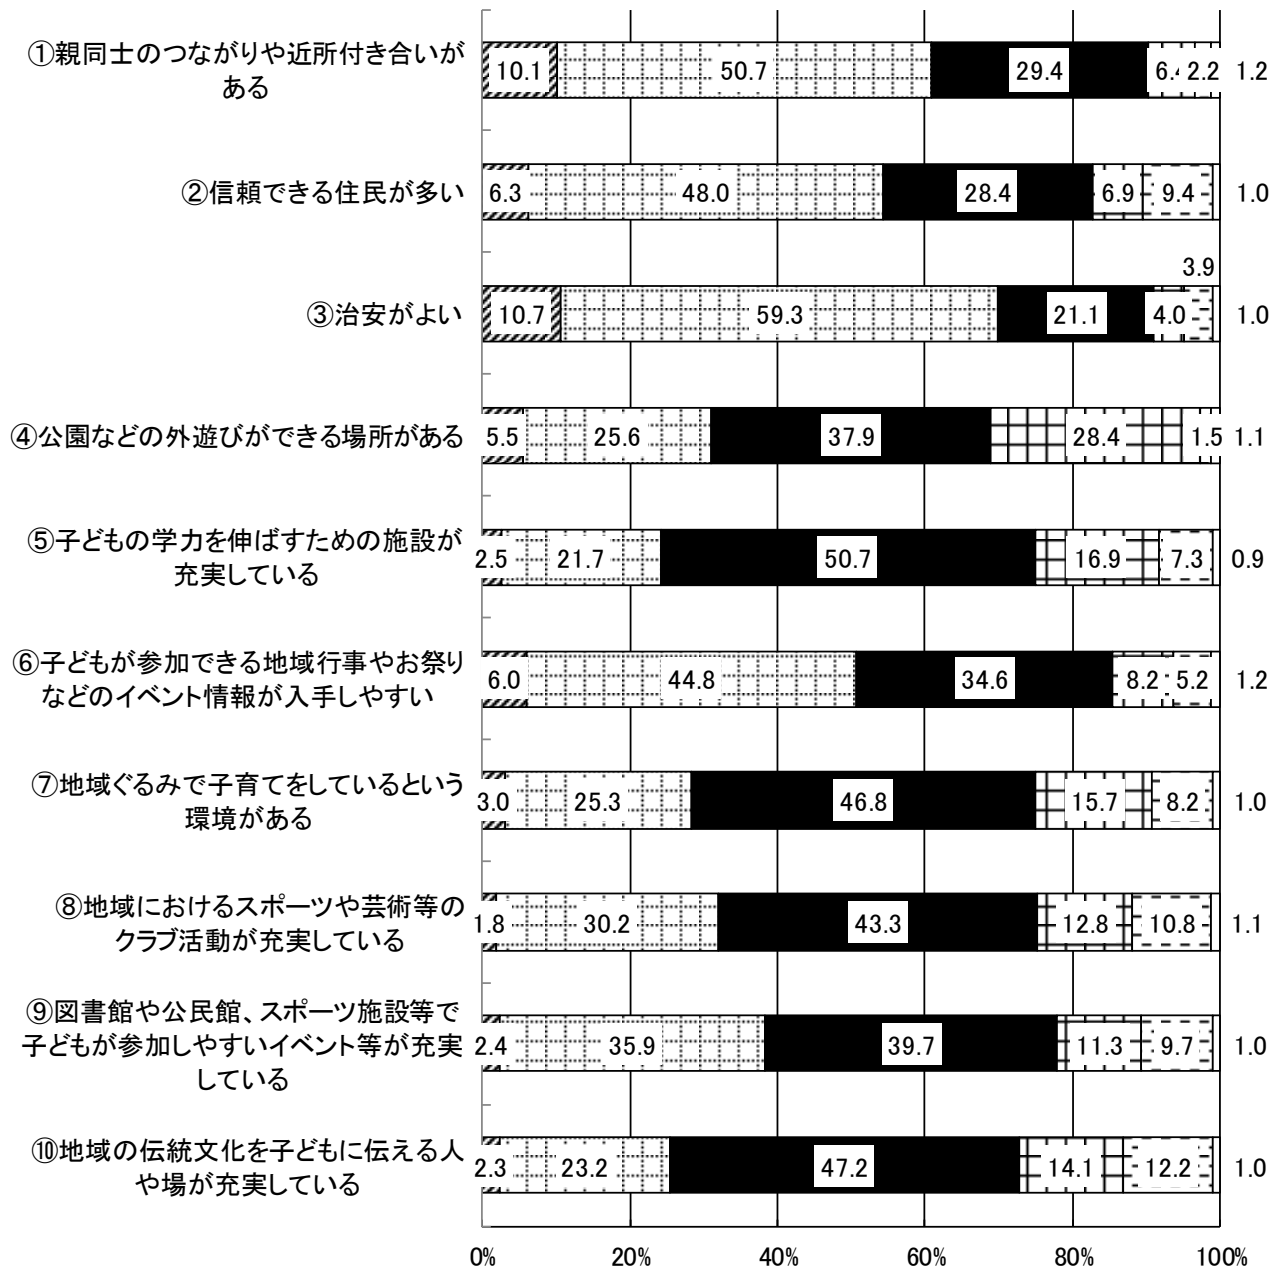 ①親同士のつながりや近所付き合いが
ある
10.1 50.7 29.4 6.4 2.2 1.2
②信頼できる住民が多い
6.3 48.0 28.4 6.9 9.4 1.0
3.9
③治安がよい
10.7 59.3 21.1 4.0 1.0
④公園などの外遊びができる場所がある
5.5 25.6 37.9 28.4 1.5 1.1
⑤子どもの学力を伸ばすための施設が
充実している
2.5 21.7 50.7 16.9 7.3 0.9
⑥子どもが参加できる地域行事やお祭り
などのイベント情報が入手しやすい
6.0 44.8 34.6 8.2 5.2 1.2
⑦地域ぐるみで子育てをしているという
環境がある
3.0 25.3 46.8 15.7 8.2 1.0
⑧地域におけるスポーツや芸術等の
クラブ活動が充実している
1.8 30.2 43.3 12.8 10.8 1.1
⑨図書館や公民館、スポーツ施設等で
子どもが参加しやすいイベント等が充実
している
2.4 35.9 39.7 11.3 9.7 1.0
⑩地域の伝統文化を子どもに伝える人
や場が充実している
2.3 23.2 47.2 14.1 12.2 1.0
0% 20% 40% 60% 80% 100%